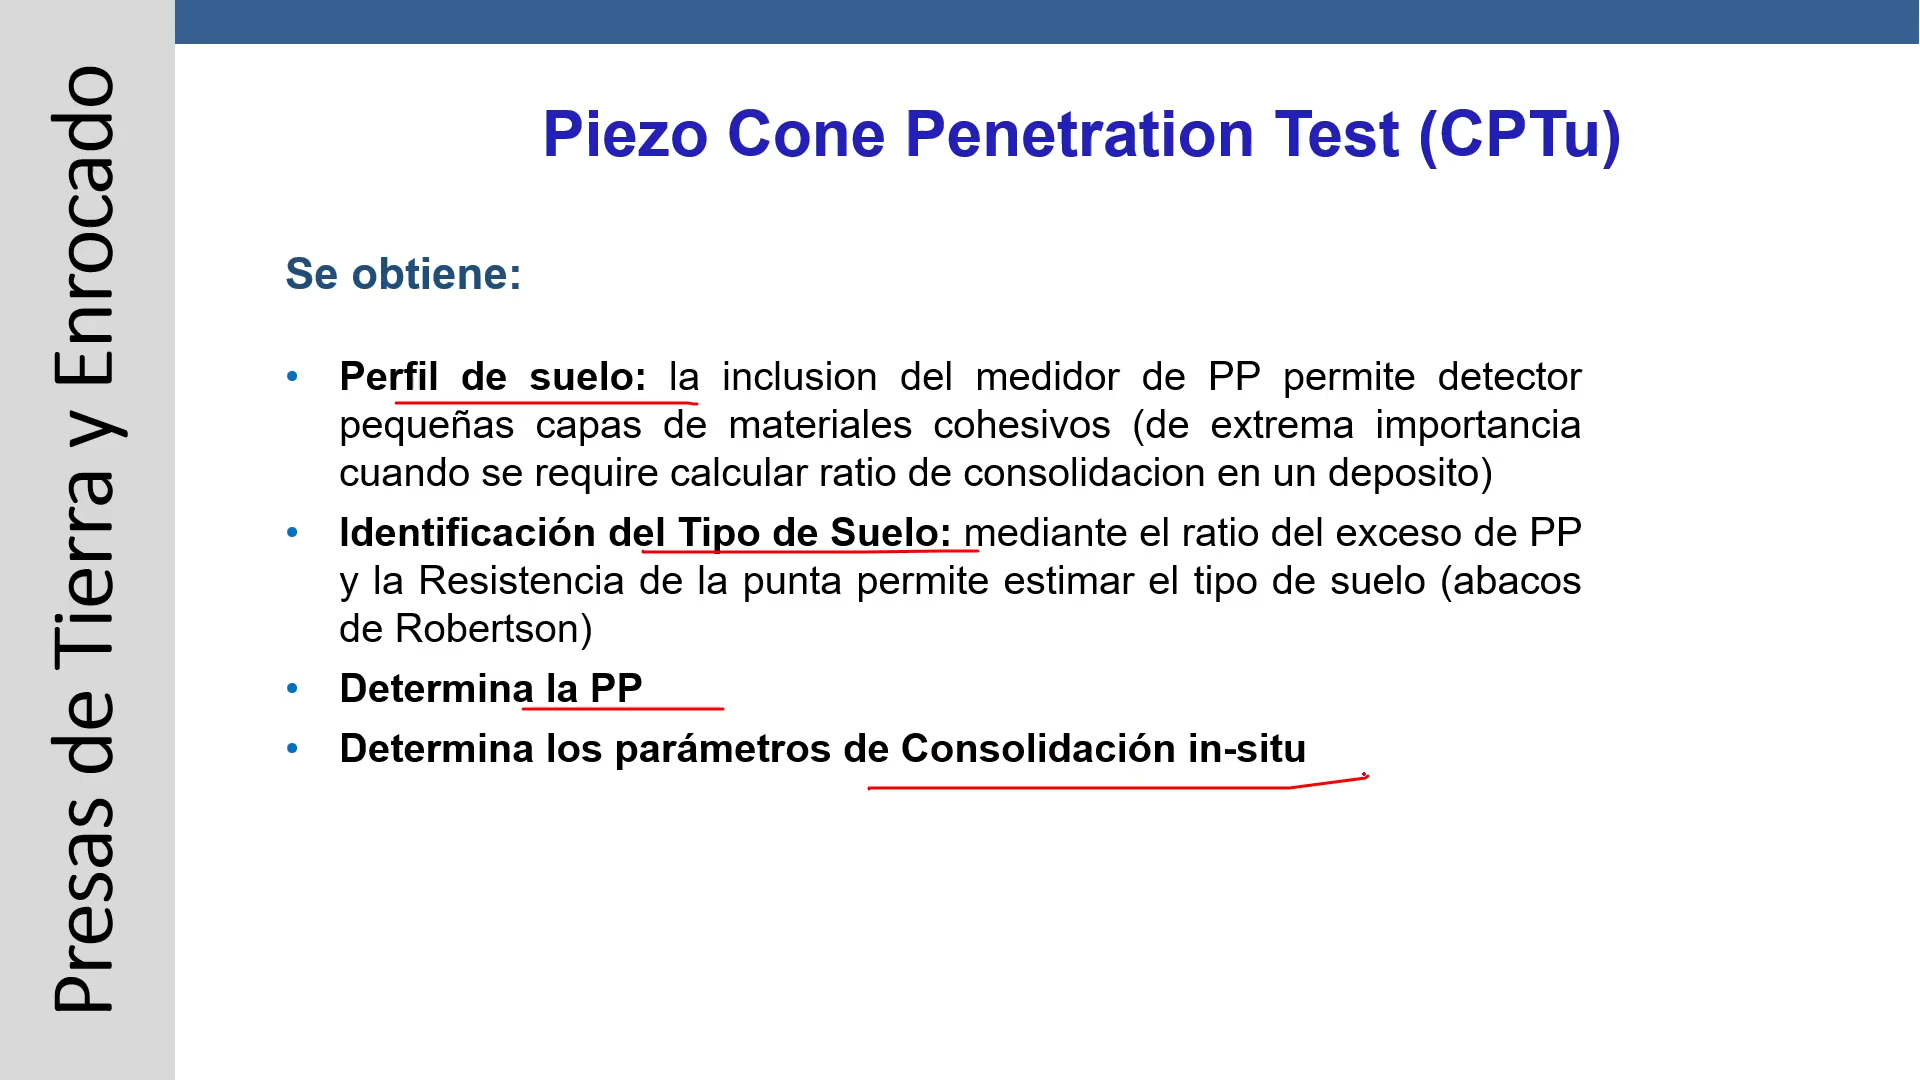 Presas de Tierra y Enrocado
Piezo Cone Penetration Test (CPTu)
Se obtiene:
• Perfil de suelo: la inclusion del medidor de PP permite detector
pequeñas capas de materiales cohesivos (de extrema importancia
cuando se require calcular ratio de consolidacion en un deposito)
• Identificación del Tipo de Suelo: mediante el ratio del exceso de PP
y la Resistencia de la punta permite estimar el tipo de suelo (abacos
de Robertson)
• Determina la PP
• Determina los parámetros de Consolidación in-situ